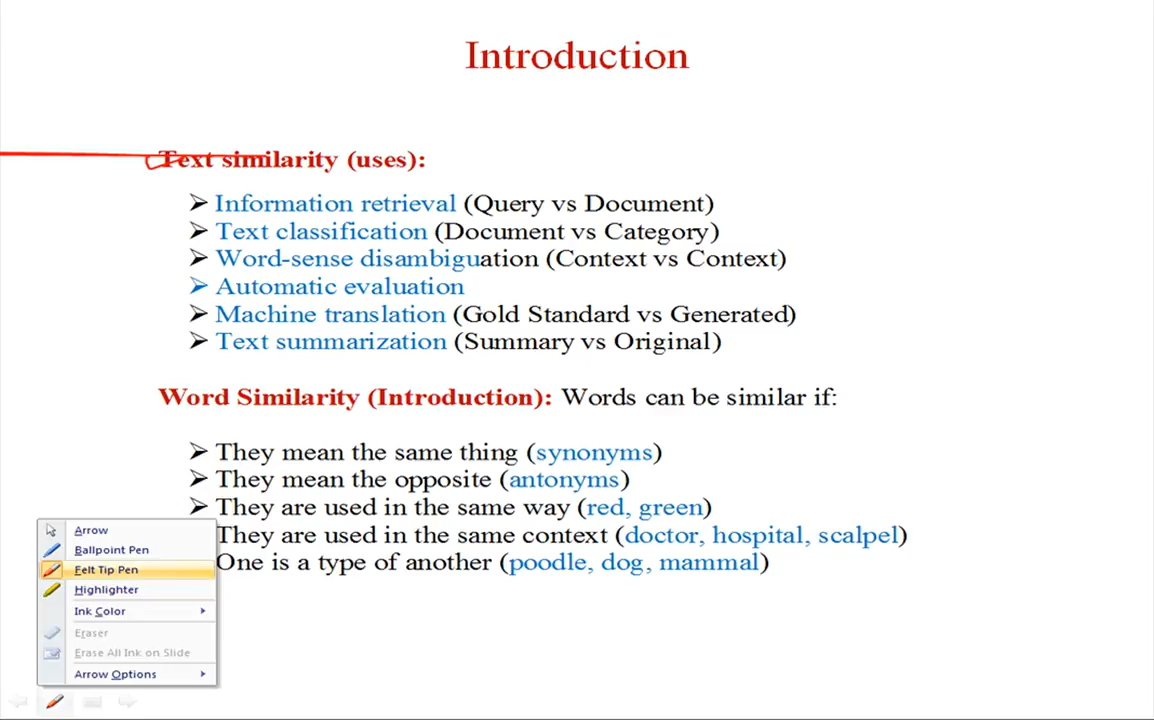 Introduction
Text similarity (uses):
➢ Information retrieval (Query vs Document)
➢ Text classification (Document vs Category)
➢ Word-sense disambiguation (Context vs Context)
➢ Automatic evaluation
➢ Machine translation (Gold Standard vs Generated)
➢ Text summarization (Summary vs Original)
Word Similarity (Introduction): Words can be similar if:
➢ They mean the same thing (synonyms)
➢ They mean the opposite (antonyms)
➢ They are used in the same way (red, green)
They are used in the same context (doctor, hospital, scalpel)
One is a type of another (poodle, dog, mammal)
Arrow
Ballpoint Pen
Felt Tip Pen
Highlighter
Ink Color
Eraser
Erase All Ink on Slide
Arrow Options